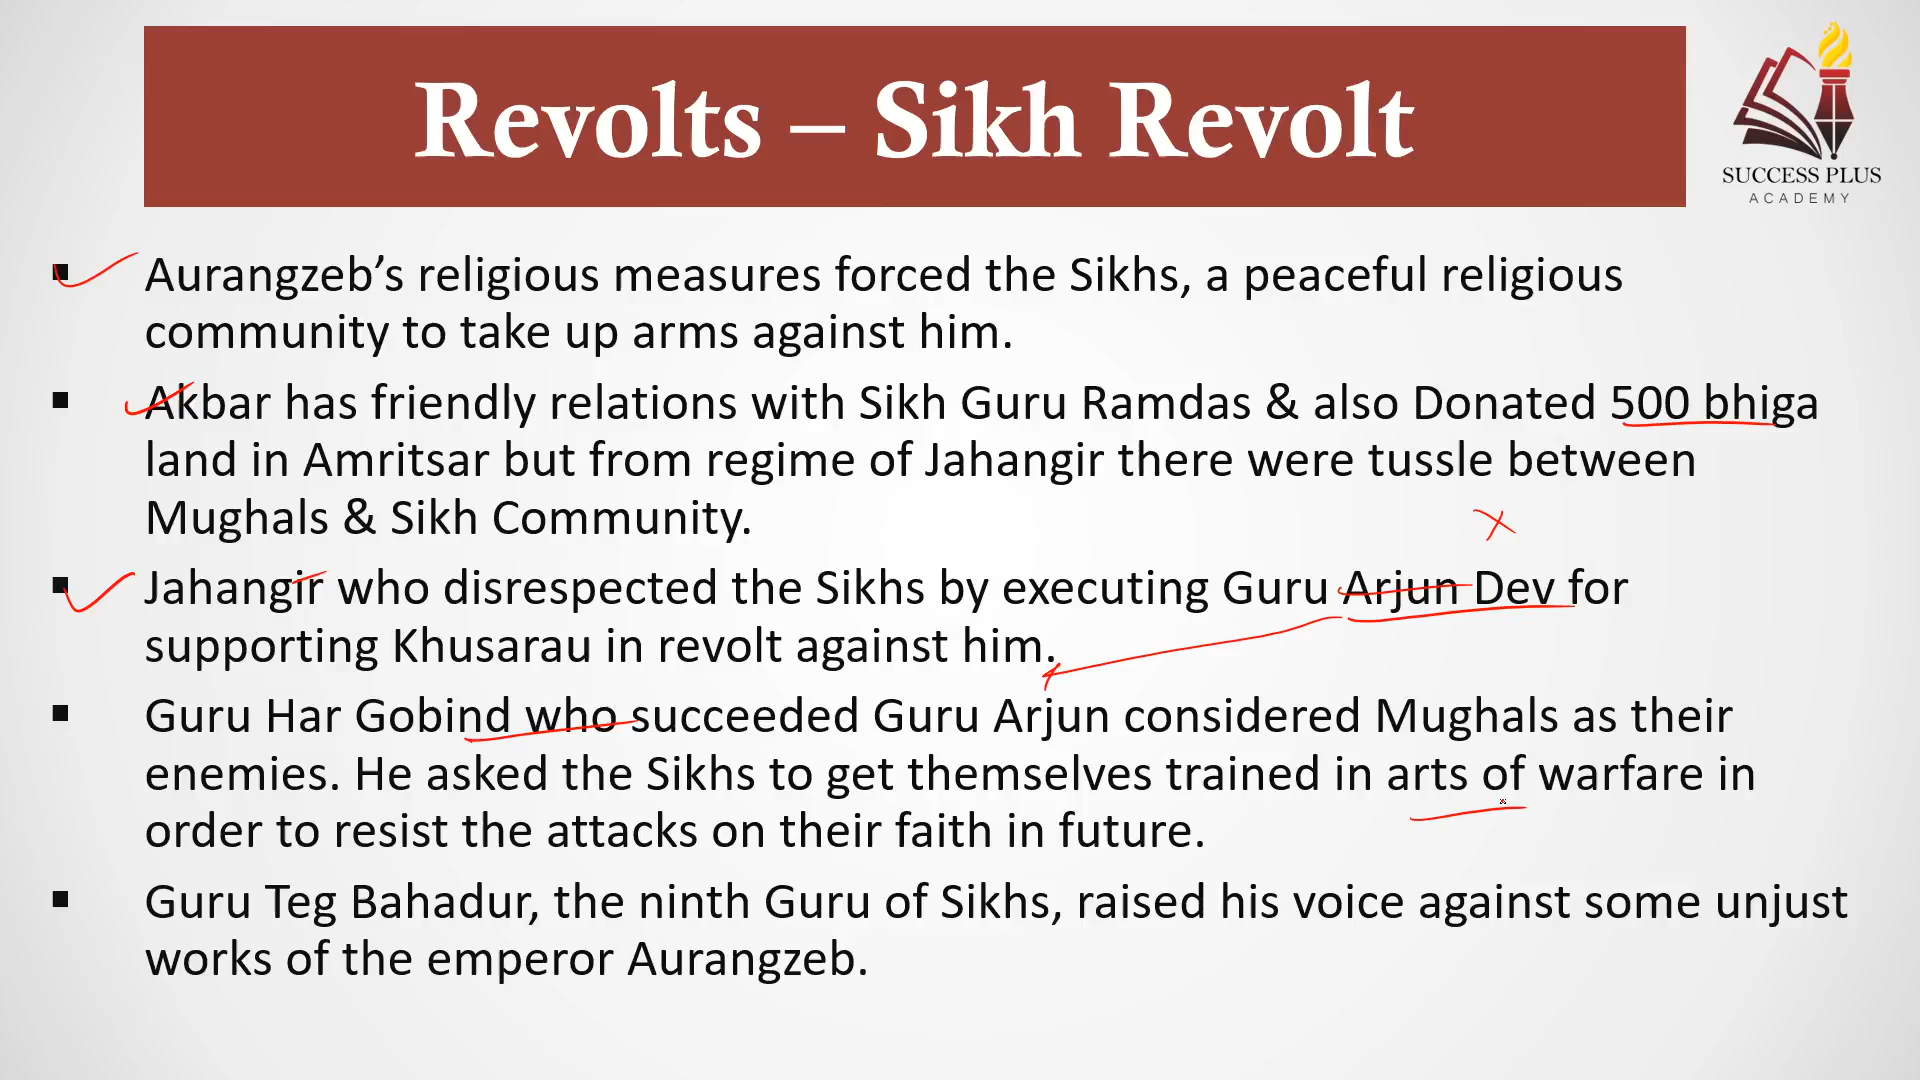 Revolts – Sikh Revolt
SUCCESS PLUS
ACADEMY
Aurangzeb’s religious measures forced the Sikhs, a peaceful religious
community to take up arms against him.
Akbar has friendly relations with Sikh Guru Ramdas & also Donated 500 bhiga
land in Amritsar but from regime of Jahangir there were tussle between
Mughals & Sikh Community.
Jahangir who disrespected the Sikhs by executing Guru Arjun Dev for
supporting Khusarau in revolt against him.
Guru Har Gobind who succeeded Guru Arjun considered Mughals as their
enemies. He asked the Sikhs to get themselves trained in arts of warfare in
order to resist the attacks on their faith in future.
Guru Teg Bahadur, the ninth Guru of Sikhs, raised his voice against some unjust
works of the emperor Aurangzeb.